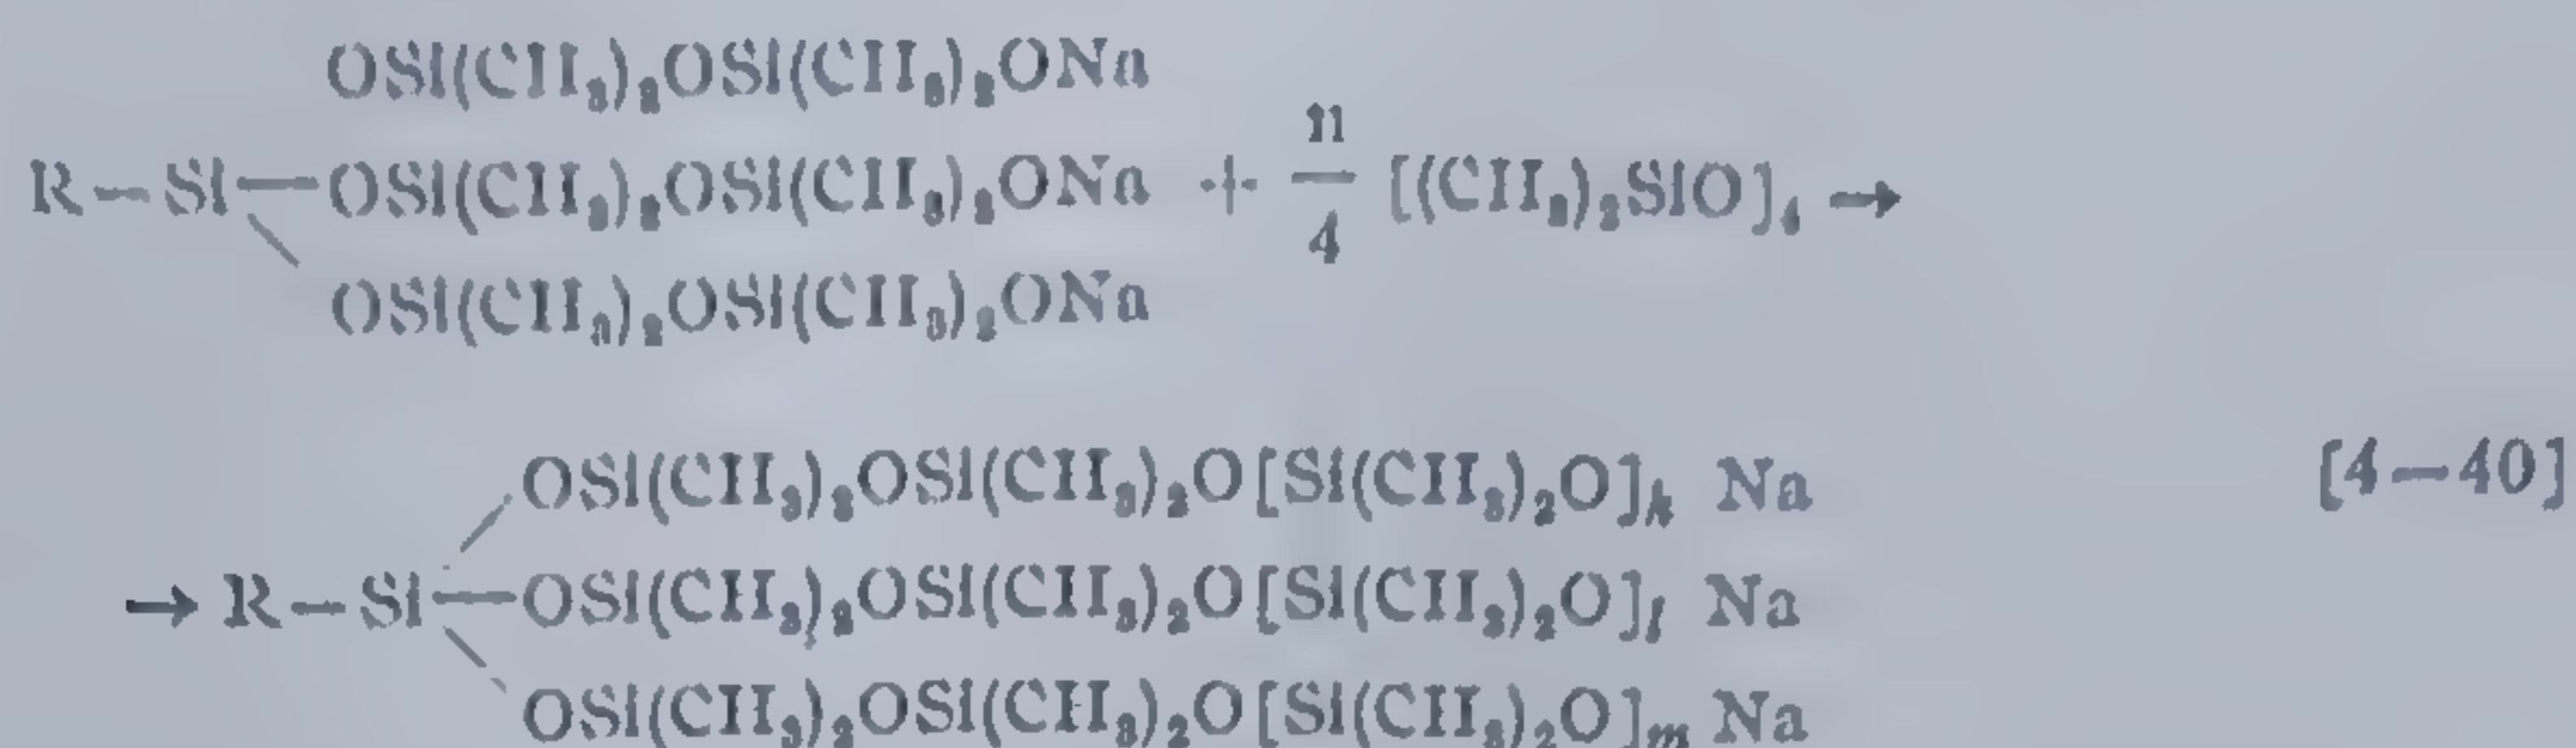 OSi(CH₃)₂OSi(CH₃)₂ONa
R—Si—OSi(CH₃)₂OSi(CH₃)₂ONa + n/4 [(CH₃)₂SiO]₄ →
OSi(CH₃)₂OSi(CH₃)₂ONa
OSi(CH₃)₂OSi(CH₃)₂O[Si(CH₃)₂O]ₖ Na
[4—40]
→ R—Si—OSi(CH₃)₂OSi(CH₃)₂O[Si(CH₃)₂O]ₗ Na
OSi(CH₃)₂OSi(CH₃)₂O[Si(CH₃)₂O]ₘ Na